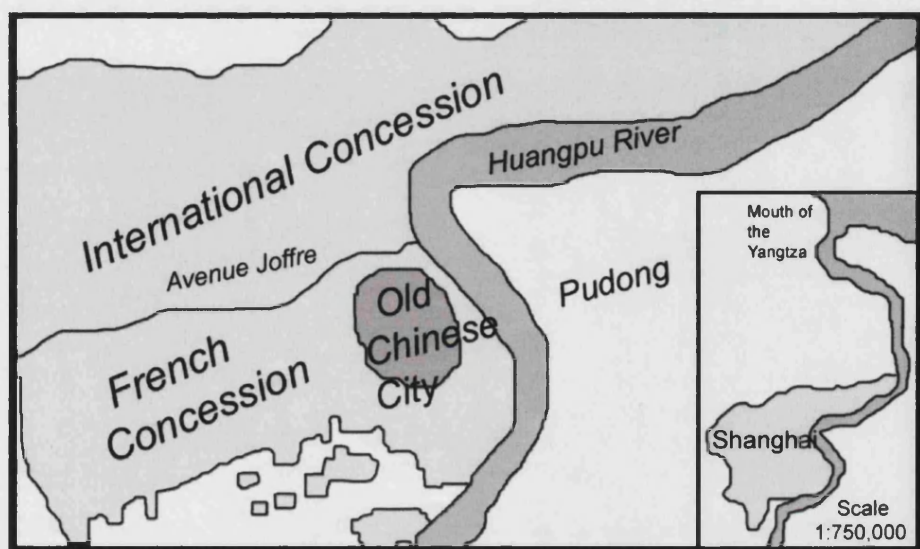 International Concession
Huangpu River
Avenue Joffre
Pudong
Old
Chinese
City
French
Concession
Mouth of
the
Yangtza
Shanghai
Scale
1:750,000